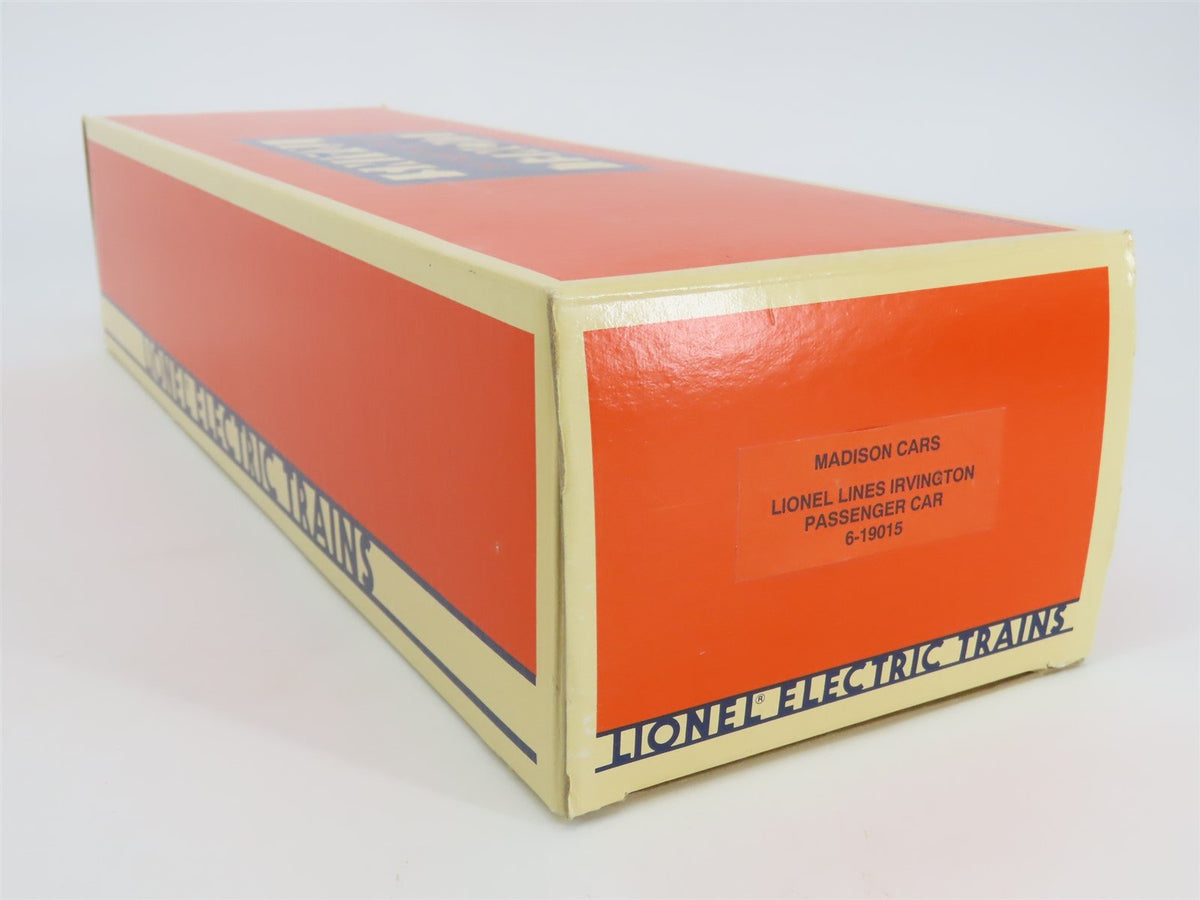 MADISON CARS
LIONEL LINES IRVINGTON
PASSENGER CAR
6-19015
LIONEL® ELECTRIC TRAINS
LIONEL ELECTRIC TRAINS